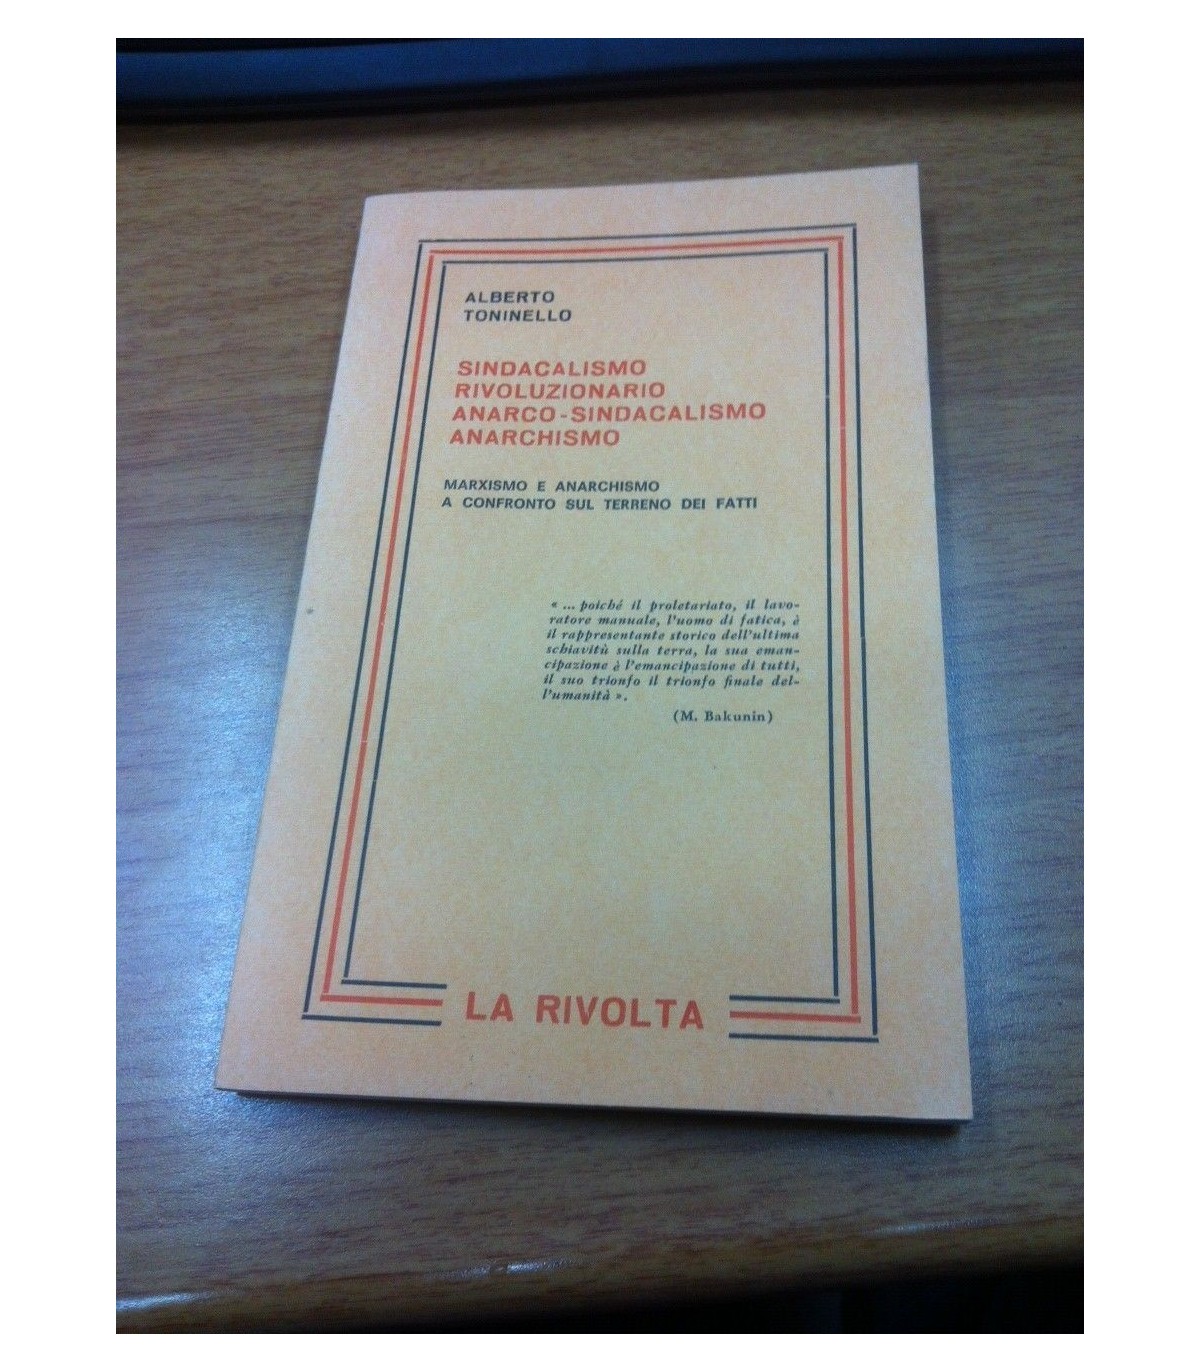 ALBERTO
TONINELLO
SINDACALISMO
RIVOLUZIONARIO
ANARCO-SINDACALISMO
ANARCHISMO
MARXISMO E ANARCHISMO
A CONFRONTO SUL TERRENO DEI FATTI
« ... poiché il proletariato, il lavo-
ratore manuale, l'uomo di fatica, è
il rappresentante storico dell'ultima
schiavitù sulla terra, la sua eman-
cipazione è l'emancipazione di tutti,
il suo trionfo il trionfo finale del-
l'umanità ».
(M. Bakunin)
LA RIVOLTA